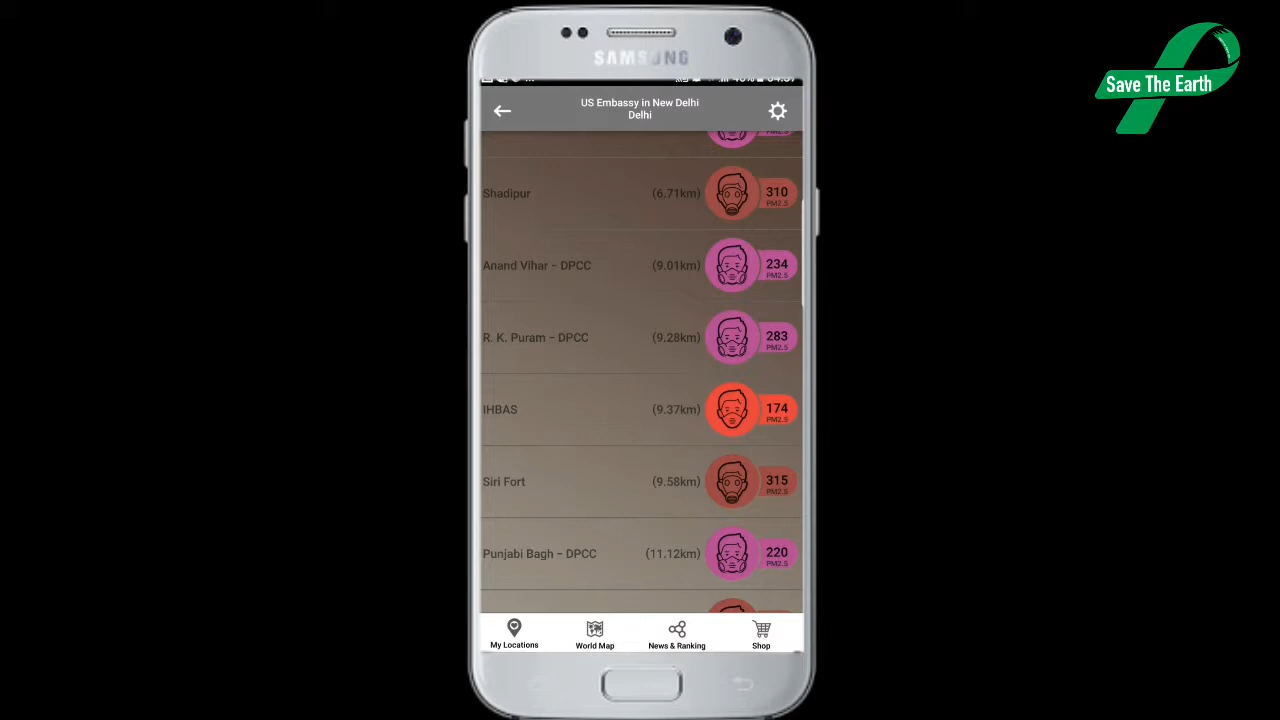 SAMSUNG
Save The Earth
US Embassy in New Delhi
Delhi
Shadipur (6.71km) 310
PM2.5
Anand Vihar - DPCC (9.01km) 234
PM2.5
R. K. Puram - DPCC (9.28km) 283
PM2.5
IHBAS (9.37km) 174
PM2.5
Siri Fort (9.58km) 315
PM2.5
Punjabi Bagh - DPCC (11.12km) 220
PM2.5
My Locations World Map News & Ranking Shop